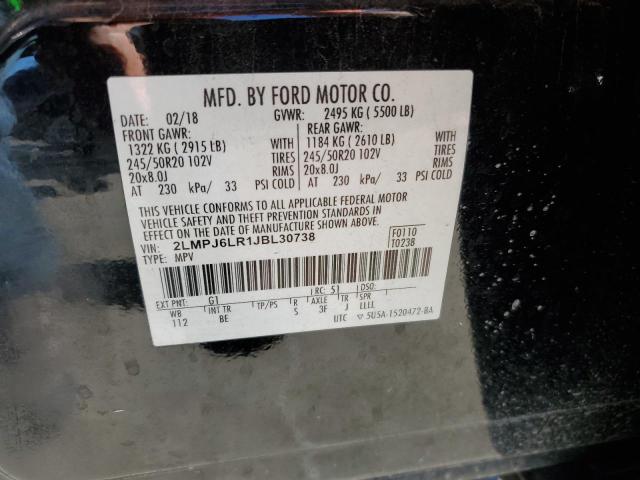 MFD. BY FORD MOTOR CO.
DATE: 02/18 GVWR: 2495 KG ( 5500 LB)
FRONT GAWR: REAR GAWR:
1322 KG ( 2915 LB) 1184 KG ( 2610 LB)
245/50R20 102V TIRES 245/50R20 102V TIRES
20x8.0J RIMS 20x8.0J RIMS
AT 230 kPa/ 33 PSI COLD AT 230 kPa/ 33 PSI COLD
THIS VEHICLE CONFORMS TO ALL APPLICABLE FEDERAL MOTOR
VEHICLE SAFETY AND THEFT PREVENTION STANDARDS IN
EFFECT ON THE DATE OF MANUFACTURE SHOWN ABOVE.
VIN: 2LMPJ6LR1JBL30738 F0110
TYPE: MPV T0238
EXT PNT: G1 RC: 51 DSO:
WB INT TR TP/PS R AXLE TR SPR
112 BE S 3F J LLLL
UTC ▽ 5U5A-1520472-BA